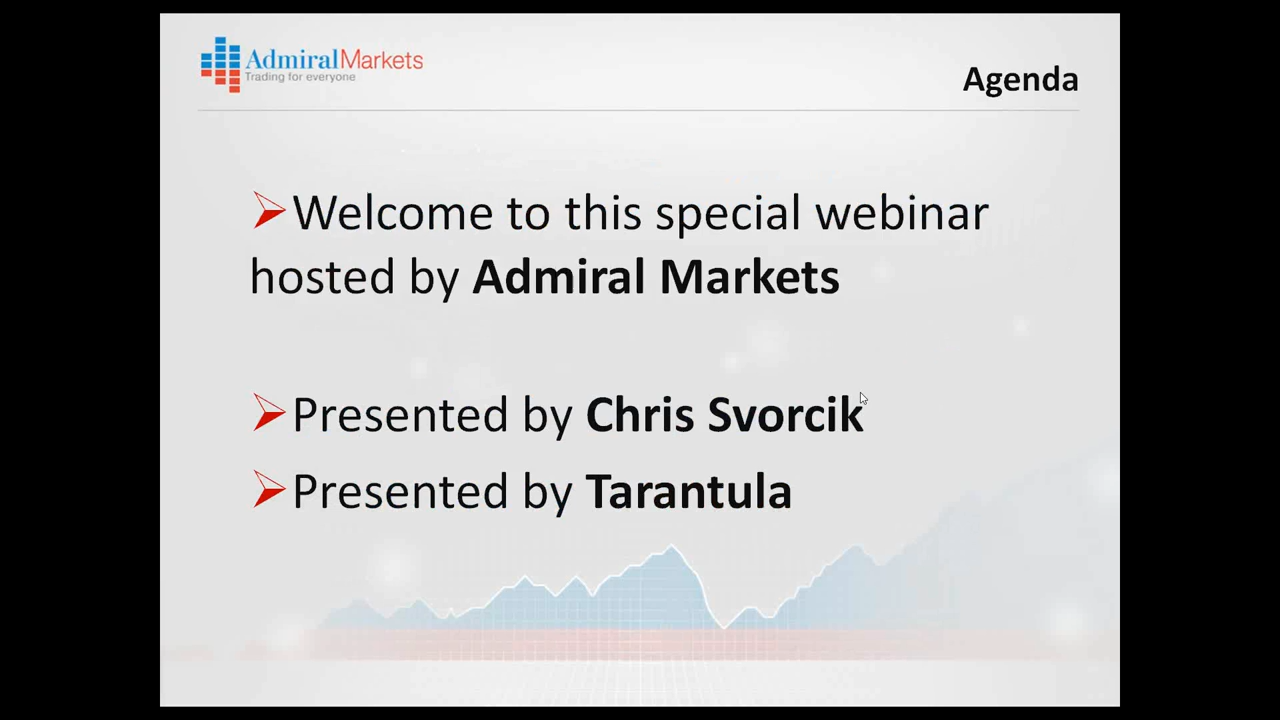 AdmiralMarkets
Trading for everyone
Agenda
Welcome to this special webinar
hosted by Admiral Markets
Presented by Chris Svorcik
Presented by Tarantula